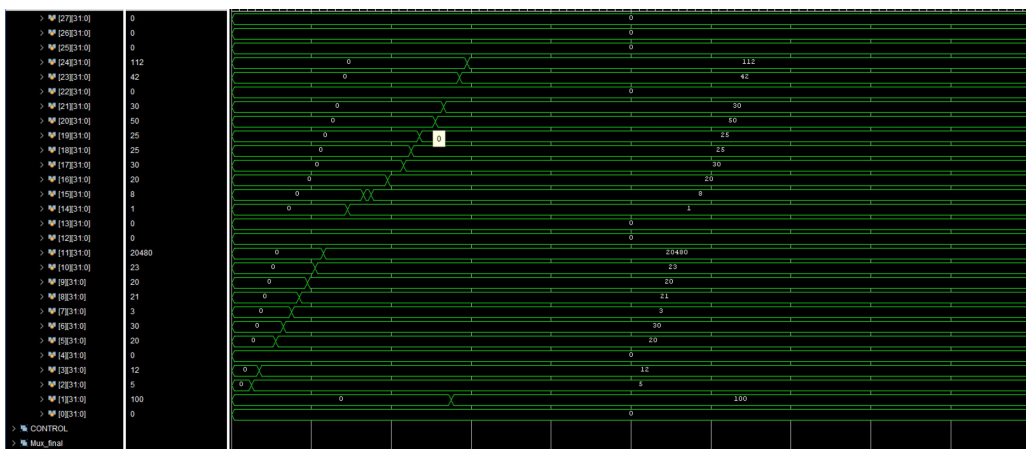 [27][31:0] 0 0
[26][31:0] 0 0
[25][31:0] 0 0
[24][31:0] 112 0 112
[23][31:0] 42 0 42
[22][31:0] 0 0
[21][31:0] 30 0 30
[20][31:0] 50 0 50
[19][31:0] 25 0 0 25
[18][31:0] 25 0 25
[17][31:0] 30 0 30
[16][31:0] 20 0 20
[15][31:0] 8 0 8
[14][31:0] 1 0 1
[13][31:0] 0 0
[12][31:0] 0 0
[11][31:0] 20480 0 20480
[10][31:0] 23 0 23
[9][31:0] 20 0 20
[8][31:0] 21 0 21
[7][31:0] 3 0 3
[6][31:0] 30 0 30
[5][31:0] 20 0 20
[4][31:0] 0 0
[3][31:0] 12 0 12
[2][31:0] 5 0 5
[1][31:0] 100 0 100
[0][31:0] 0 0
CONTROL
Mux_final